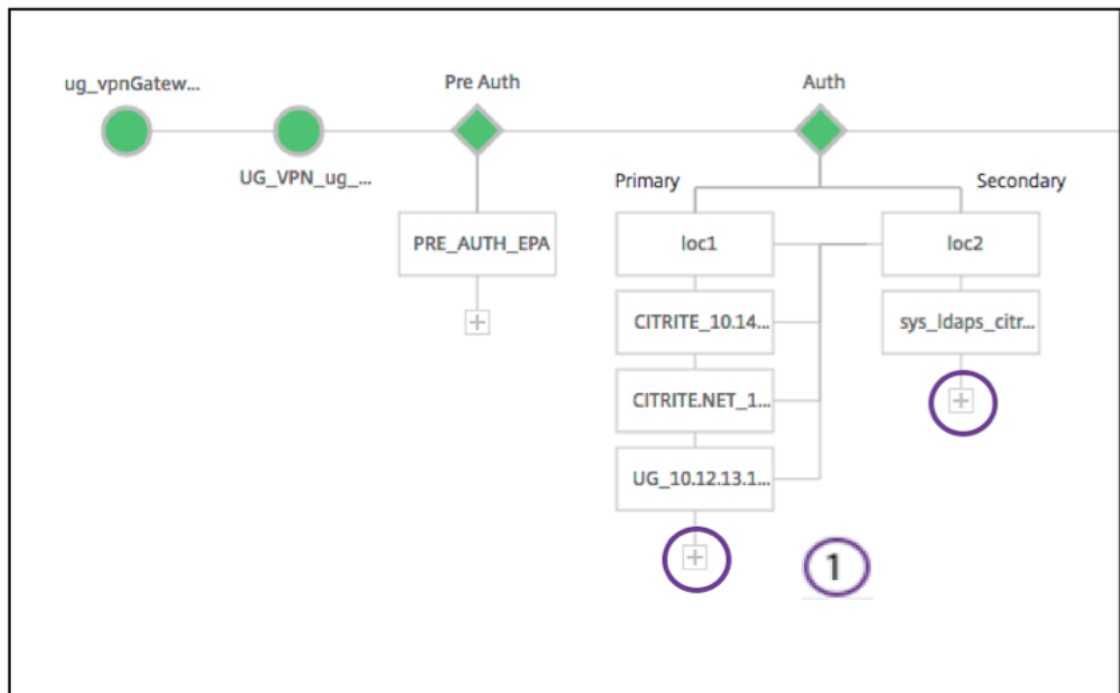 ug_vpnGatew...
Pre Auth
Auth
UG_VPN_ug_...
Primary
Secondary
PRE_AUTH_EPA
loc1
loc2
CITRITE_10.14...
sys_ldaps_citr...
CITRITE.NET_1...
UG_10.12.13.1...
1